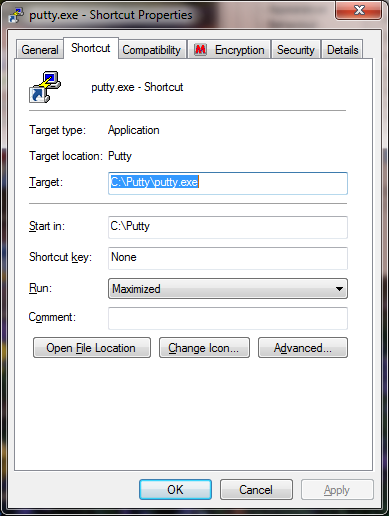 putty.exe - Shortcut Properties
General Shortcut Compatibility M Encryption Security Details
putty.exe - Shortcut
Target type: Application
Target location: Putty
Target: C:\Putty\putty.exe
Start in: C:\Putty
Shortcut key: None
Run: Maximized
Comment:
Open File Location Change Icon... Advanced...
OK Cancel Apply